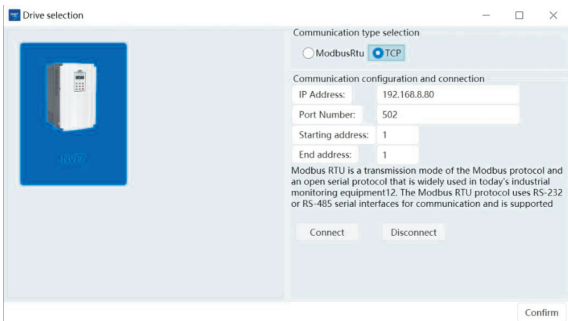 Drive selection
Communication type selection
ModbusRtu
TCP
Communication configuration and connection
IP Address: 192.168.8.80
Port Number: 502
Starting address: 1
End address: 1
Modbus RTU is a transmission mode of the Modbus protocol and
an open serial protocol that is widely used in today's industrial
monitoring equipment12. The Modbus RTU protocol uses RS-232
or RS-485 serial interfaces for communication and is supported
Connect Disconnect
Confirm